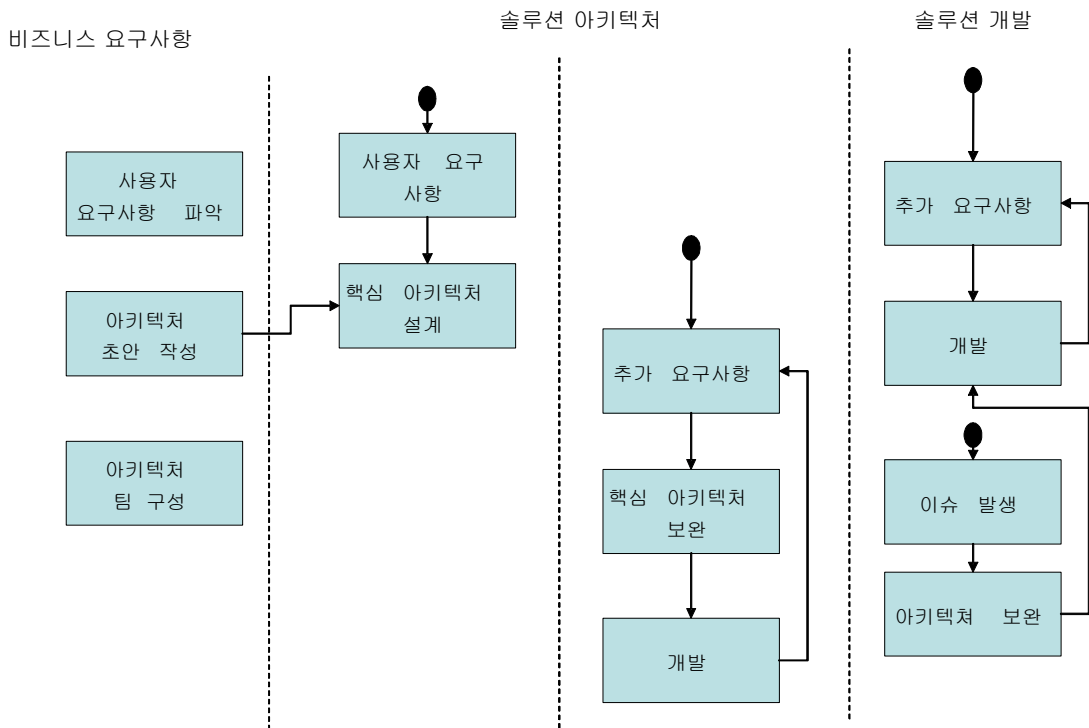 비즈니스 요구사항
솔루션 아키텍처
솔루션 개발
사용자
요구사항 파악
아키텍처
초안 작성
아키텍처
팀 구성
사용자 요구
사항
핵심 아키텍처
설계
추가 요구사항
핵심 아키텍처
보완
개발
추가 요구사항
개발
이슈 발생
아키텍쳐 보완